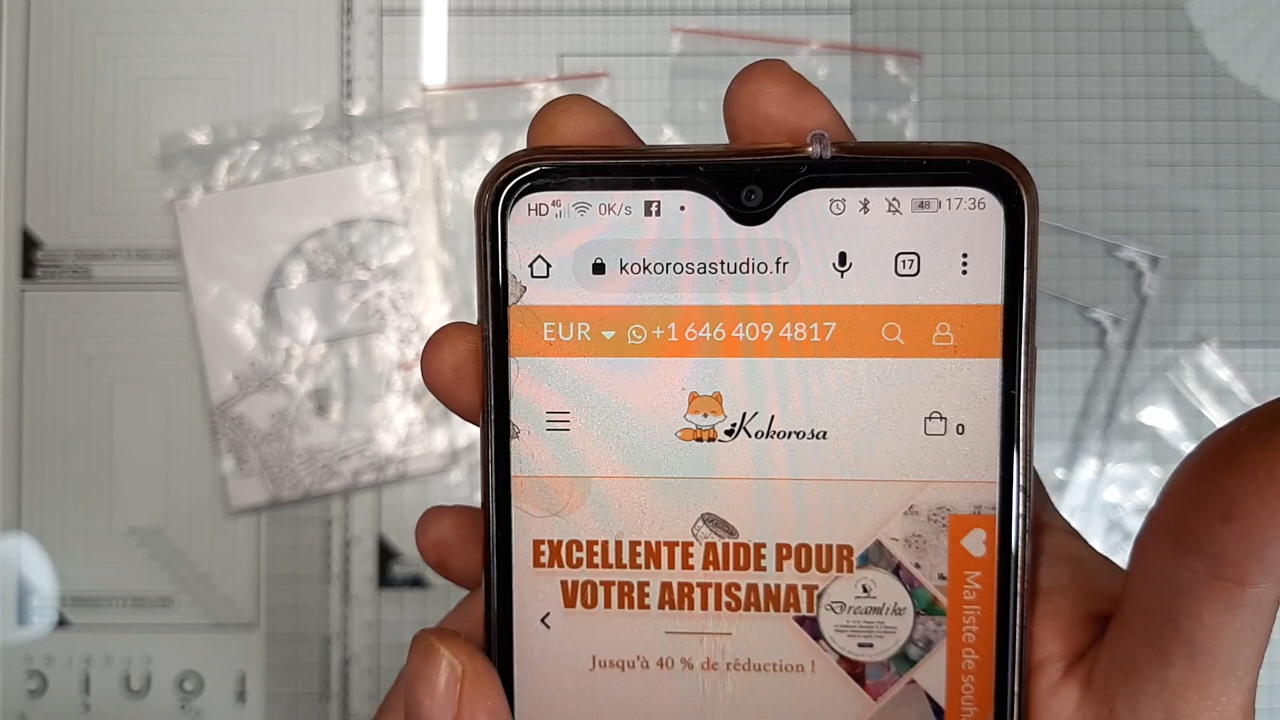 HD 4G 0K/s 48 17:36
kokorosastudio.fr 17
EUR +1 646 409 4817
Kokorosa 0
EXCELLENTE AIDE POUR
VOTRE ARTISANAT
Jusqu'à 40 % de réduction !
Dreamlike
Ma liste de souh